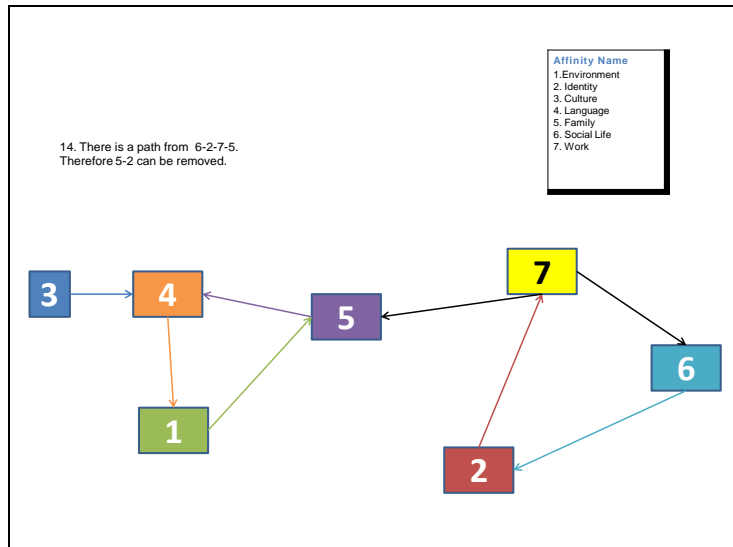 Affinity Name
1.Environment
2. Identity
3. Culture
4. Language
5. Family
6. Social Life
7. Work
14. There is a path from  6-2-7-5.
Therefore 5-2 can be removed.
7
3
4
5
6
1
2